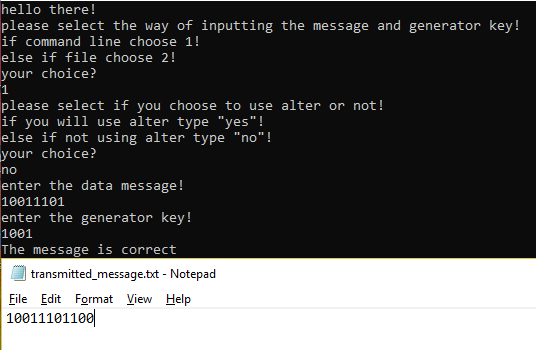 hello there!
please select the way of inputting the message and generator key!
if command line choose 1!
else if file choose 2!
your choice?
1
please select if you choose to use alter or not!
if you will use alter type "yes"!
else if not using alter type "no"!
your choice?
no
enter the data message!
10011101
enter the generator key!
1001
The message is correct
transmitted_message.txt - Notepad
File Edit Format View Help
10011101100